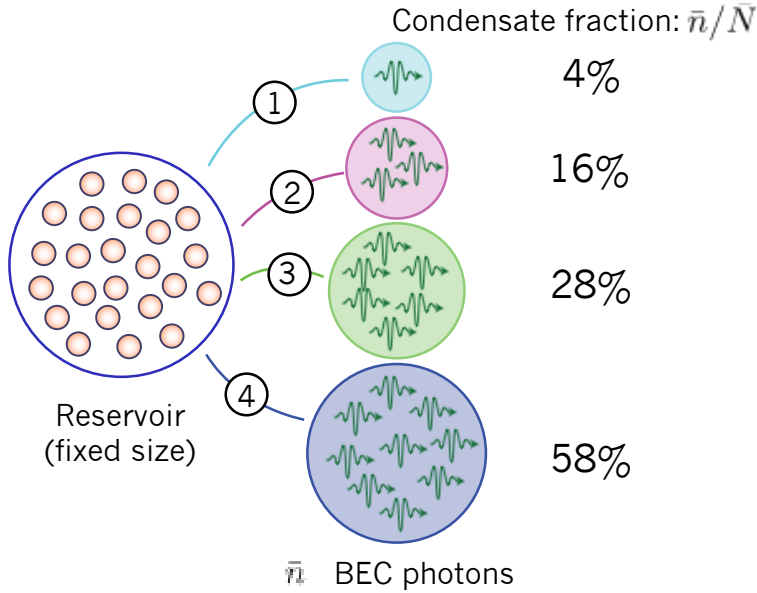 Condensate fraction: n̄/N̄
1
4%
2
16%
3
28%
4
58%
Reservoir
(fixed size)
n̄ BEC photons